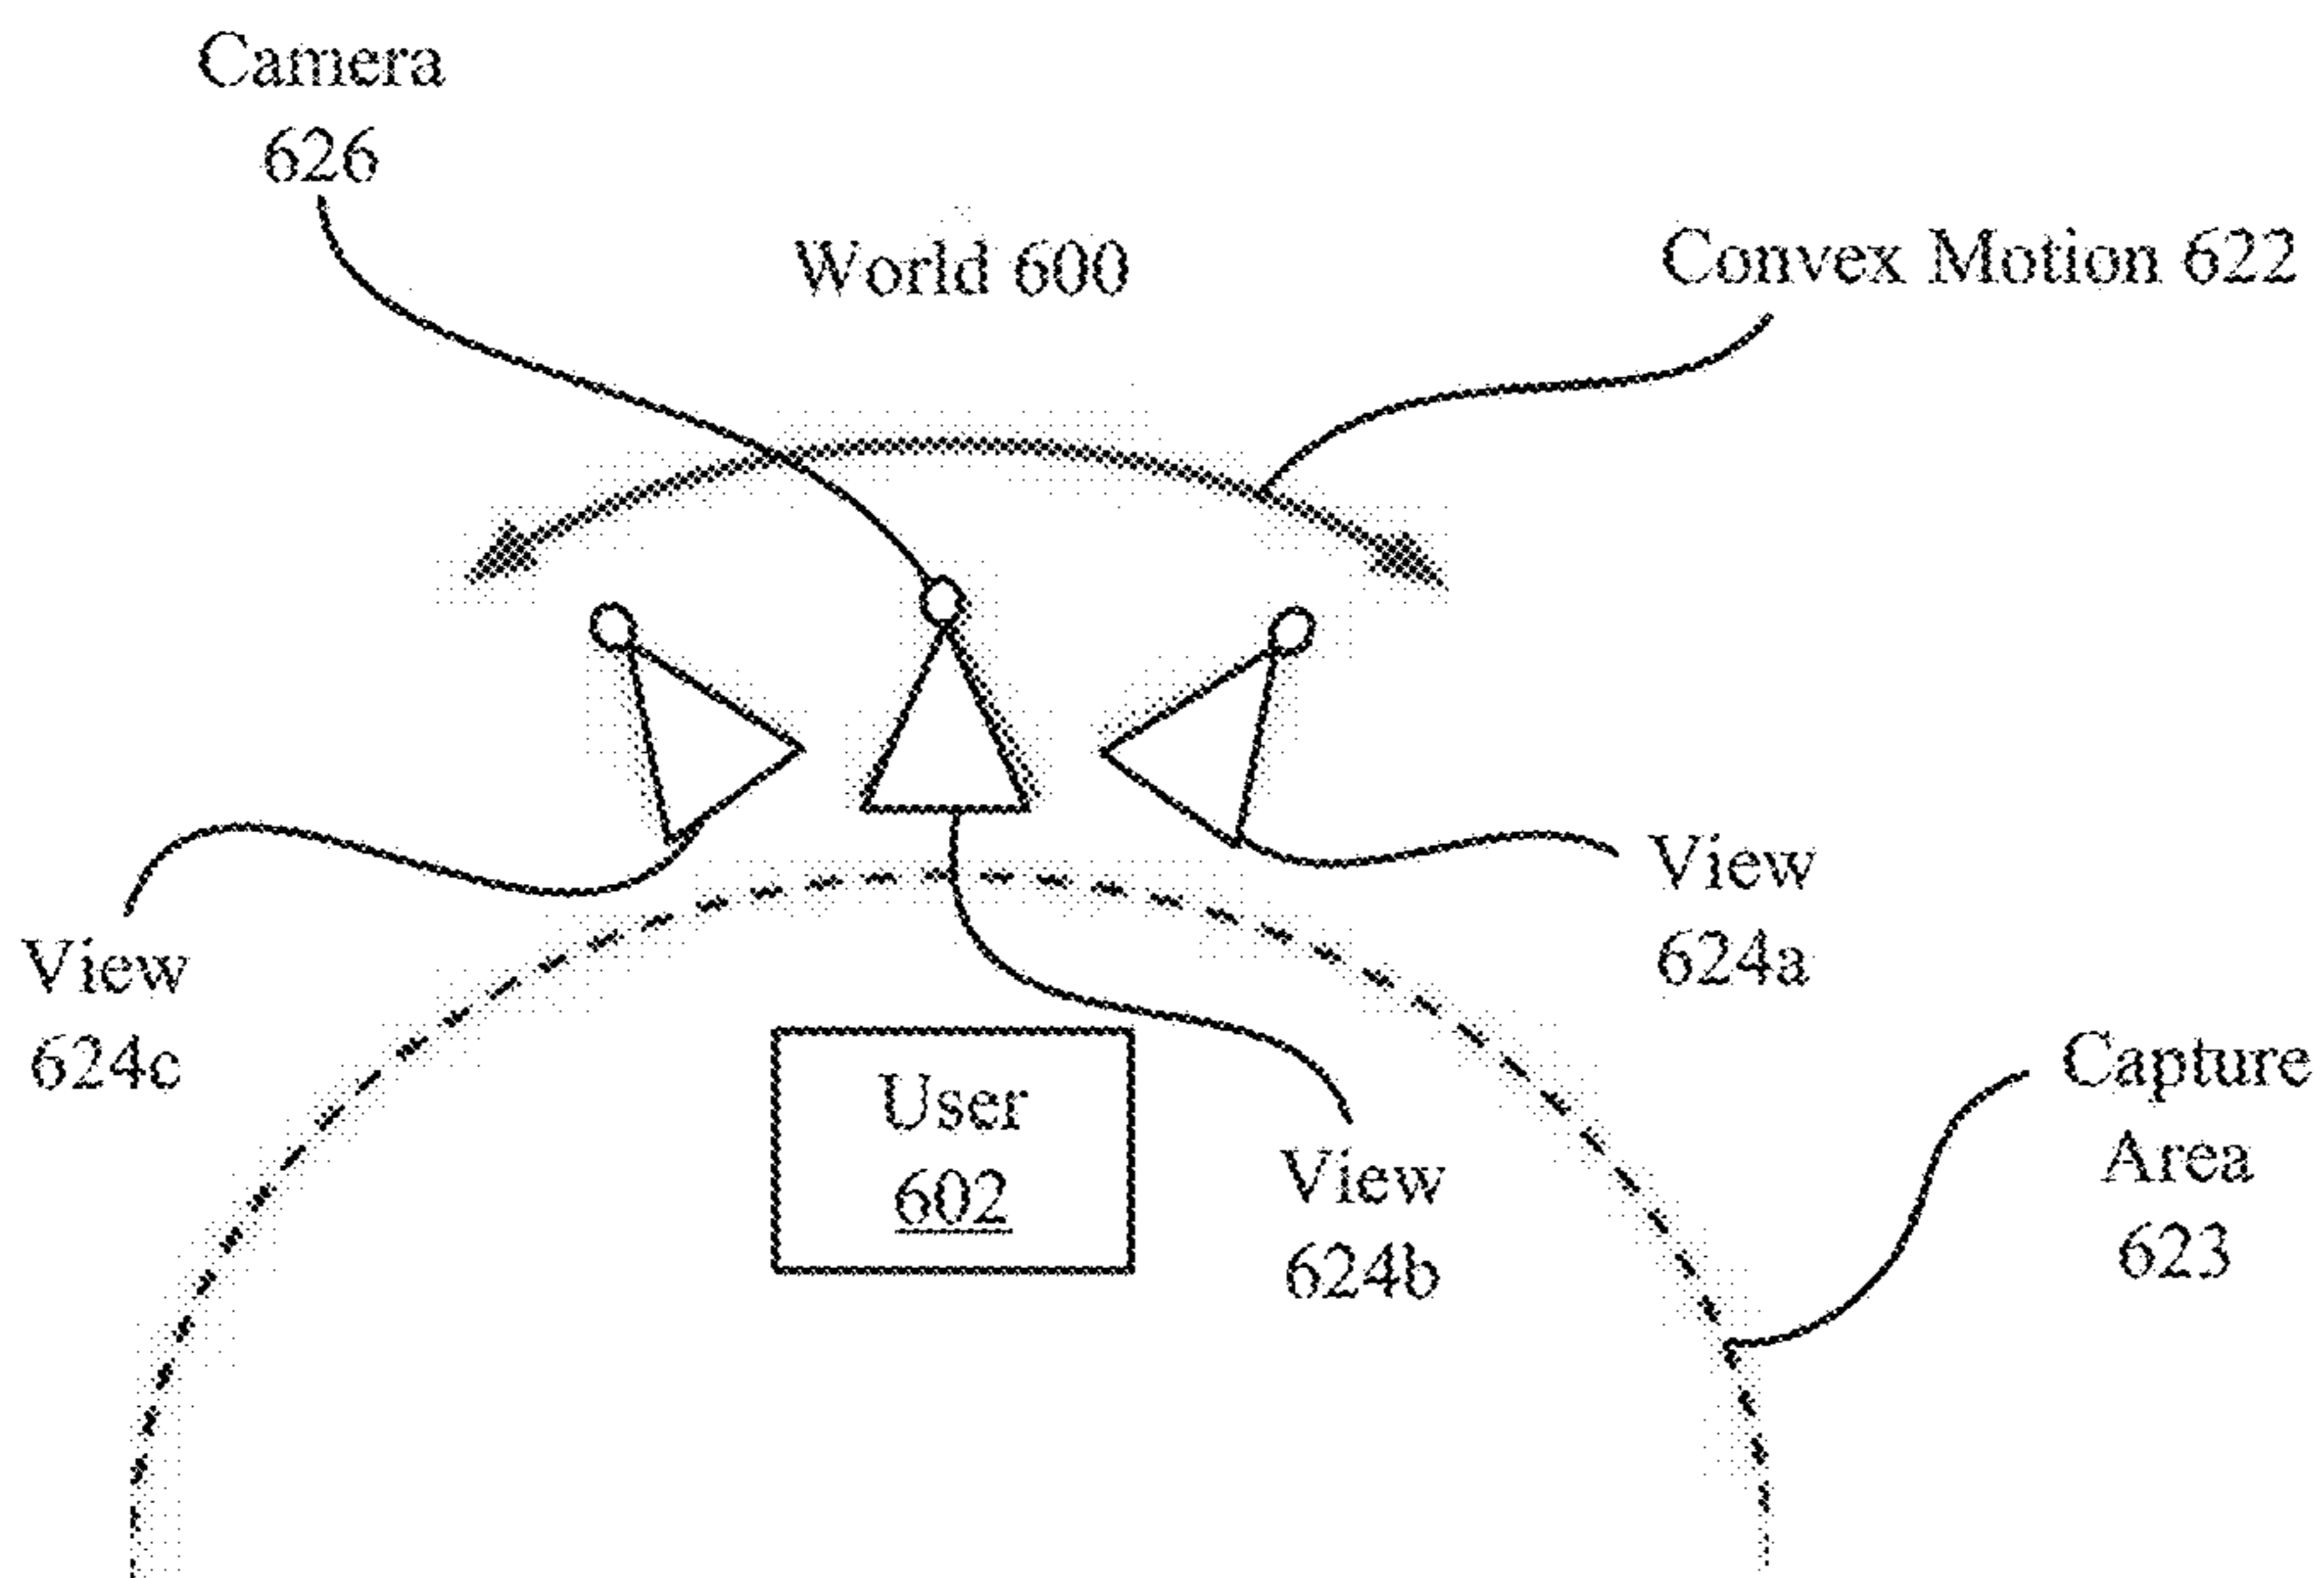 Camera
626
World 600
Convex Motion 622
View
624a
View
624c
Capture
Area
623
User
602
View
624b